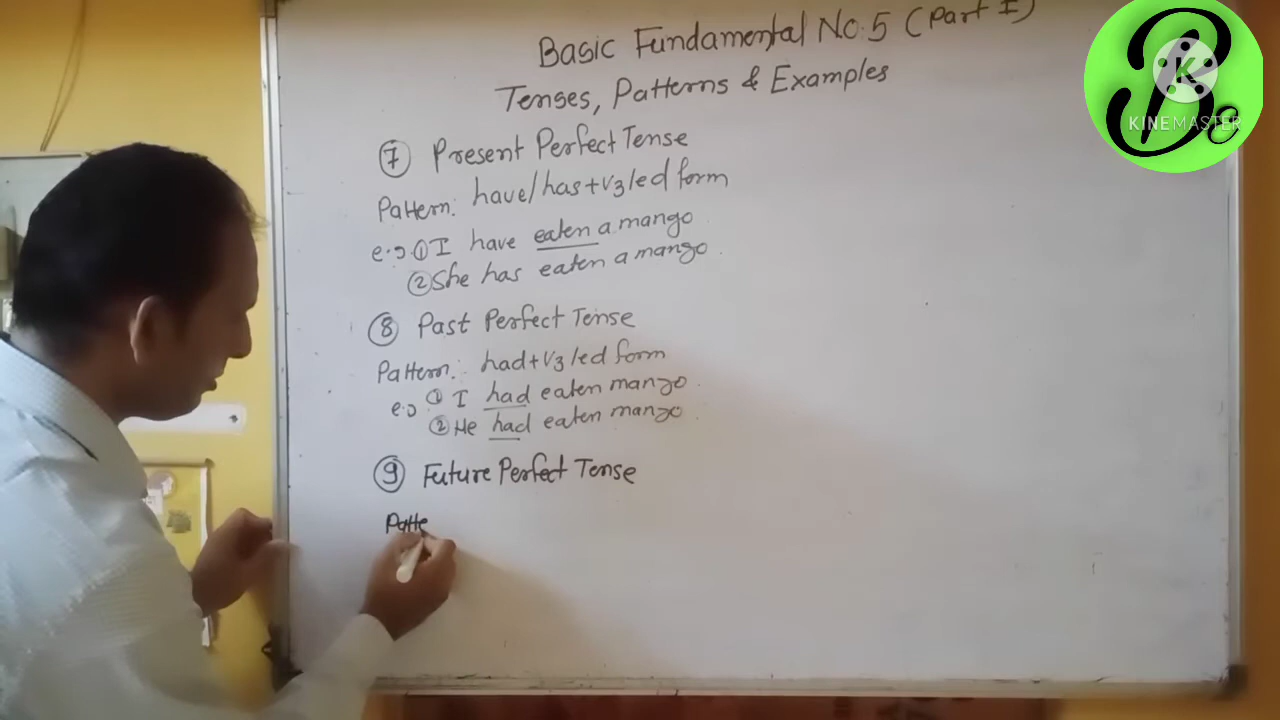 Basic Fundamental No.5 (Part I)
Tenses, Patterns & Examples
⑦ Present Perfect Tense
Pattern: have/has+V3/ed form
e.g. ① I have eaten a mango.
② She has eaten a mango.
⑧ Past Perfect Tense
Pattern: had+V3/ed form
e.g ① I had eaten mango.
② He had eaten mango.
⑨ Future Perfect Tense
Patte
K
KINEMASTER